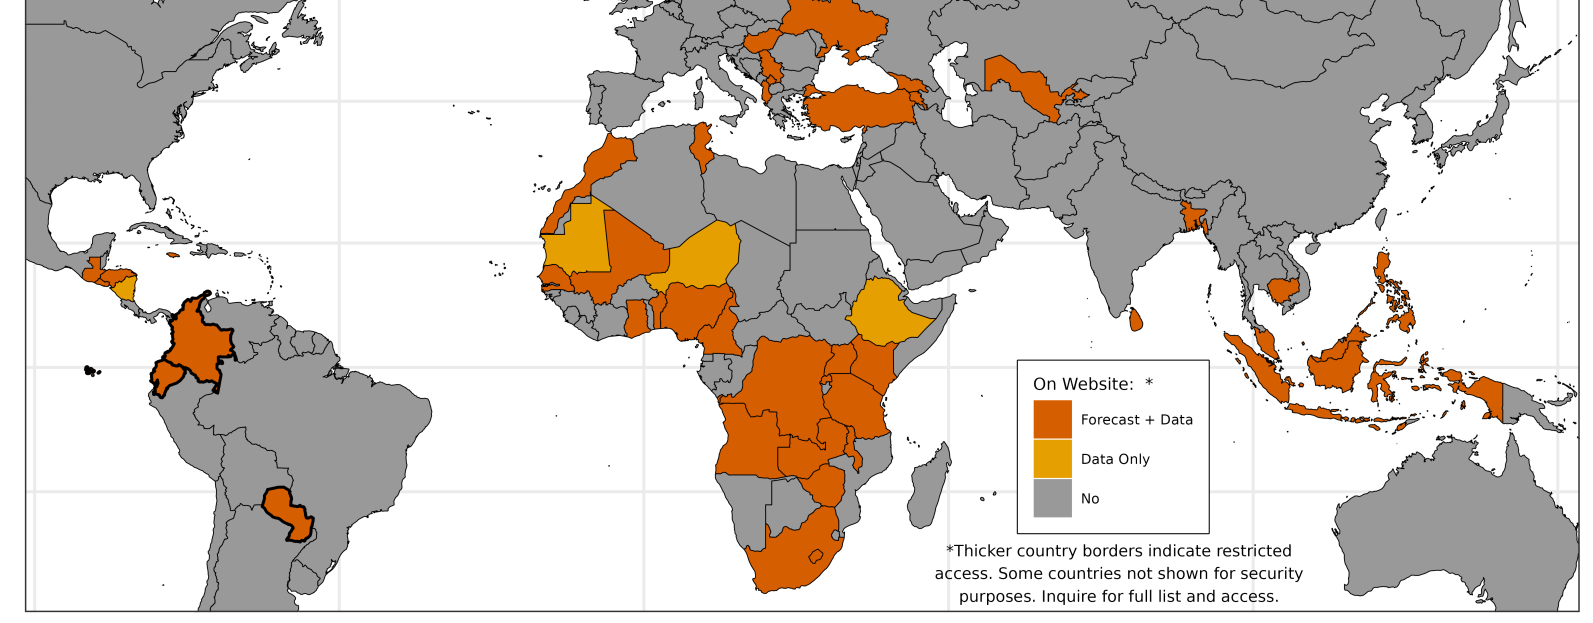 On Website:  *
Forecast + Data
Data Only
No
*Thicker country borders indicate restricted
access. Some countries not shown for security
purposes. Inquire for full list and access.